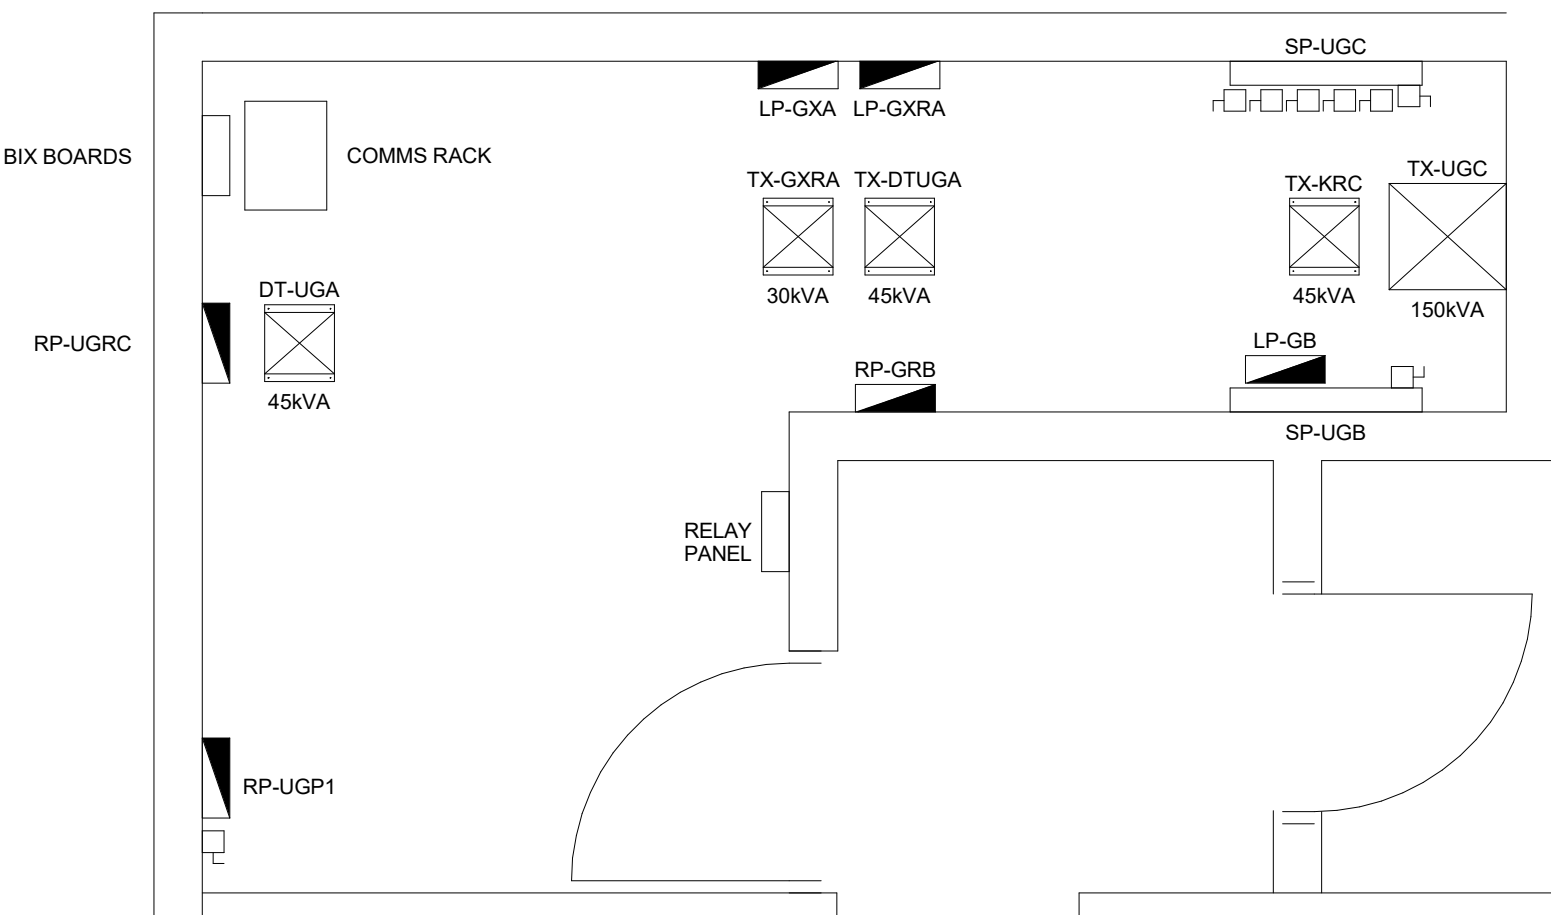 SP-UGC
LP-GXA
LP-GXRA
BIX BOARDS
COMMS RACK
TX-GXRA
TX-DTUGA
TX-KRC
TX-UGC
DT-UGA
30kVA
45kVA
45kVA
150kVA
RP-UGRC
LP-GB
RP-GRB
45kVA
SP-UGB
RELAY
PANEL
RP-UGP1